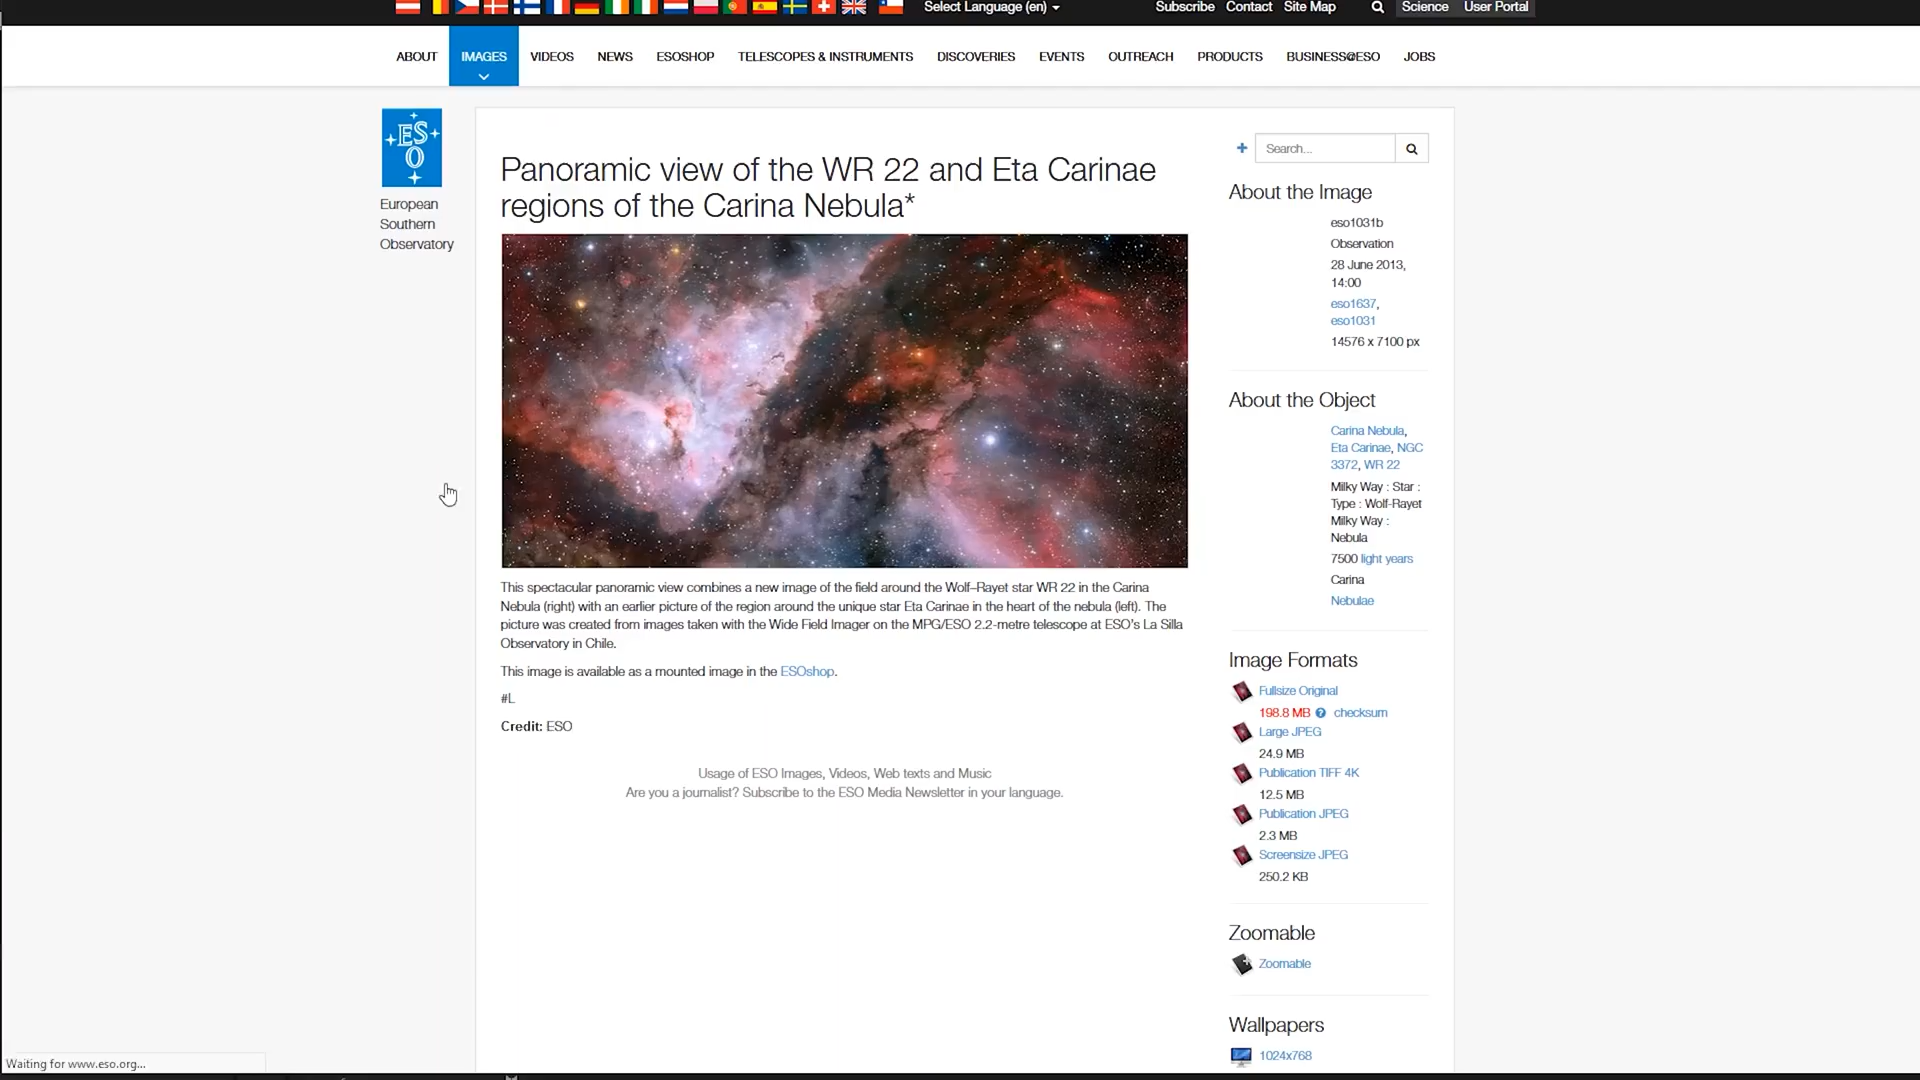 Select Language (en)
Subscribe
Contact
Site Map
Science
User Portal
ABOUT
IMAGES
VIDEOS
NEWS
ESOSHOP
TELESCOPES & INSTRUMENTS
DISCOVERIES
EVENTS
OUTREACH
PRODUCTS
BUSINESS@ESO
JOBS
ES
O
European
Southern
Observatory
Panoramic view of the WR 22 and Eta Carinae
regions of the Carina Nebula*
This spectacular panoramic view combines a new image of the field around the Wolf–Rayet star WR 22 in the Carina
Nebula (right) with an earlier picture of the region around the unique star Eta Carinae in the heart of the nebula (left). The
picture was created from images taken with the Wide Field Imager on the MPG/ESO 2.2-metre telescope at ESO's La Silla
Observatory in Chile.
This image is available as a mounted image in the ESOshop.
#L
Credit: ESO
Usage of ESO Images, Videos, Web texts and Music
Are you a journalist? Subscribe to the ESO Media Newsletter in your language.
Search...
About the Image
eso1031b
Observation
28 June 2013,
14:00
eso1637,
eso1031
14576 x 7100 px
About the Object
Carina Nebula,
Eta Carinae, NGC
3372, WR 22
Milky Way : Star :
Type : Wolf-Rayet
Milky Way :
Nebula
7500 light years
Carina
Nebulae
Image Formats
Fullsize Original
198.8 MB ? checksum
Large JPEG
24.9 MB
Publication TIFF 4K
12.5 MB
Publication JPEG
2.3 MB
Screensize JPEG
250.2 KB
Zoomable
Zoomable
Wallpapers
1024x768
Waiting for www.eso.org...